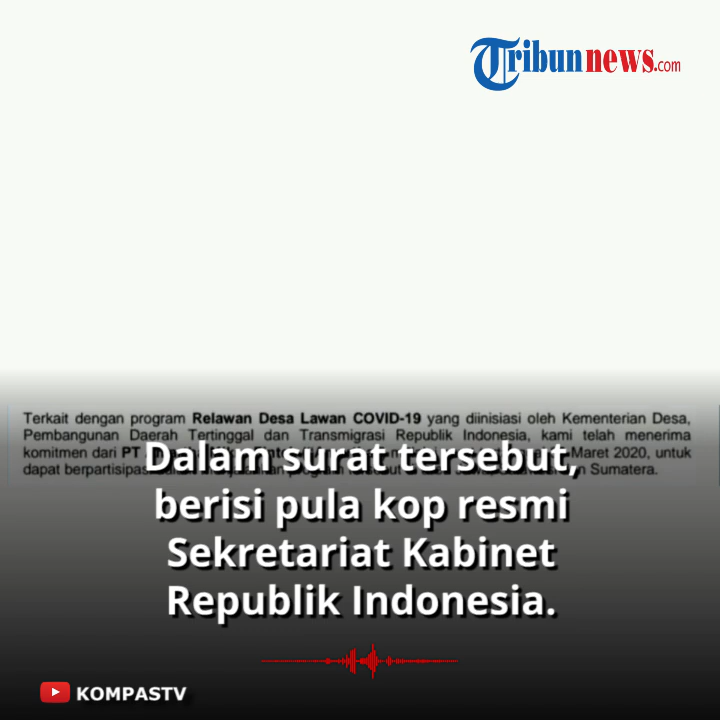 Tribunnews.com
Terkait dengan program Relawan Desa Lawan COVID-19 yang diinisiasi oleh Kementerian Desa,
Pembangunan Daerah Tertinggal dan Transmigrasi Republik Indonesia, kami telah menerima
komitmen dari PT Maret 2020, untuk
dapat berpartisipasi Sumatera.
Dalam surat tersebut,
berisi pula kop resmi
Sekretariat Kabinet
Republik Indonesia.
KOMPASTV